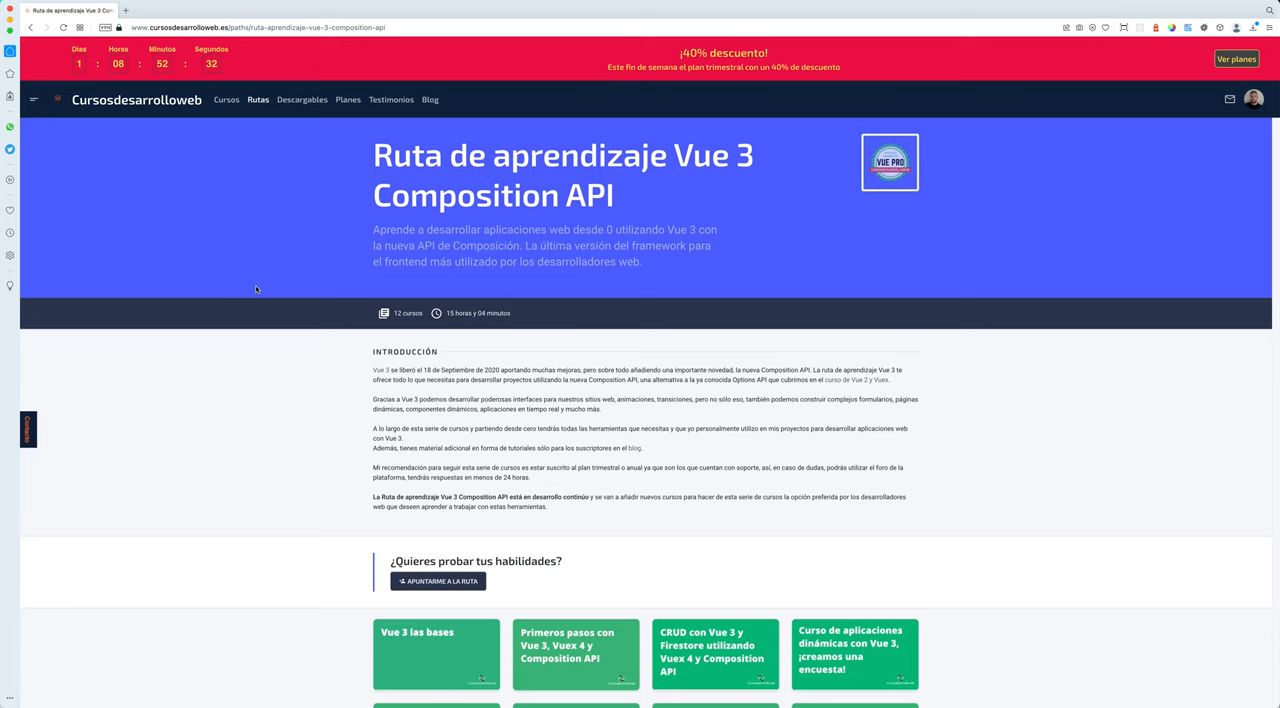 Ruta de aprendizaje Vue 3 Com
VPN
www.cursosdesarrolloweb.es/paths/ruta-aprendizaje-vue-3-composition-api
Días Horas Minutos Segundos
1 : 08 : 52 : 32
¡40% descuento!
Este fin de semana el plan trimestral con un 40% de descuento
Ver planes
Cursosdesarrolloweb Cursos Rutas Descargables Planes Testimonios Blog
Ruta de aprendizaje Vue 3
Composition API
VUE PRO
Aprende a desarrollar aplicaciones web desde 0 utilizando Vue 3 con
la nueva API de Composición. La última versión del framework para
el frontend más utilizado por los desarrolladores web.
12 cursos 15 horas y 04 minutos
INTRODUCCIÓN
Vue 3 se liberó el 18 de Septiembre de 2020 aportando muchas mejoras, pero sobre todo añadiendo una importante novedad, la nueva Composition API. La ruta de aprendizaje Vue 3 te
ofrece todo lo que necesitas para desarrollar proyectos utilizando la nueva Composition API, una alternativa a la ya conocida Options API que cubrimos en el curso de Vue 2 y Vuex.
Gracias a Vue 3 podemos desarrollar poderosas interfaces para nuestros sitios web, animaciones, transiciones, pero no sólo eso, también podemos construir complejos formularios, páginas
dinámicas, componentes dinámicos, aplicaciones en tiempo real y mucho más.
A lo largo de esta serie de cursos y partiendo desde cero tendrás todas las herramientas que necesitas y que yo personalmente utilizo en mis proyectos para desarrollar aplicaciones web
con Vue 3.
Además, tienes material adicional en forma de tutoriales sólo para los suscriptores en el blog.
Mi recomendación para seguir esta serie de cursos es estar suscrito al plan trimestral o anual ya que son los que cuentan con soporte, así, en caso de dudas, podrás utilizar el foro de la
plataforma, tendrás respuestas en menos de 24 horas.
La Ruta de aprendizaje Vue 3 Composition API está en desarrollo continúo y se van a añadir nuevos cursos para hacer de esta serie de cursos la opción preferida por los desarrolladores
web que deseen aprender a trabajar con estas herramientas.
Contacto
¿Quieres probar tus habilidades?
APUNTARME A LA RUTA
Vue 3 las bases
Primeros pasos con
Vue 3, Vuex 4 y
Composition API
CRUD con Vue 3 y
Firestore utilizando
Vuex 4 y Composition
API
Curso de aplicaciones
dinámicas con Vue 3,
¡creamos una
encuesta!